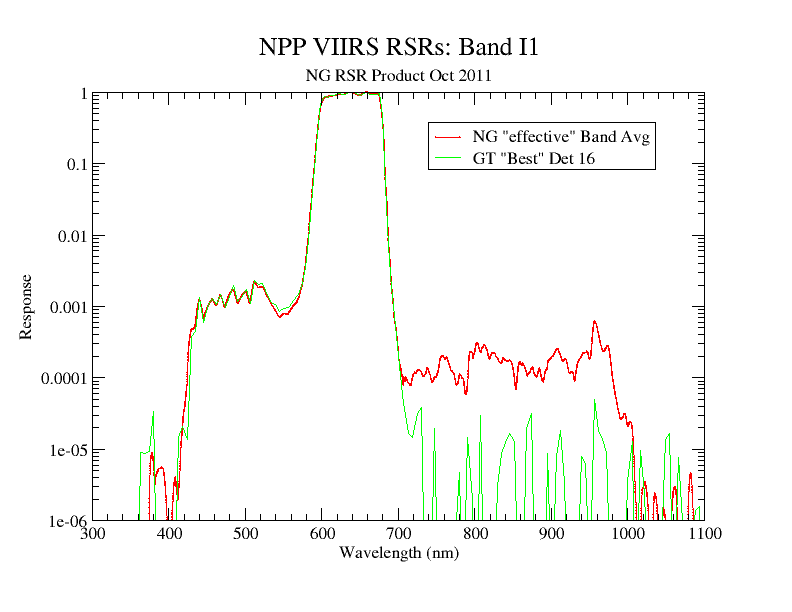 NPP VIIRS RSRs: Band I1
NG RSR Product Oct 2011
NG "effective" Band Avg
GT "Best" Det 16
Response
1
0.1
0.01
0.001
0.0001
1e-05
1e-06
300 400 500 600 700 800 900 1000 1100
Wavelength (nm)